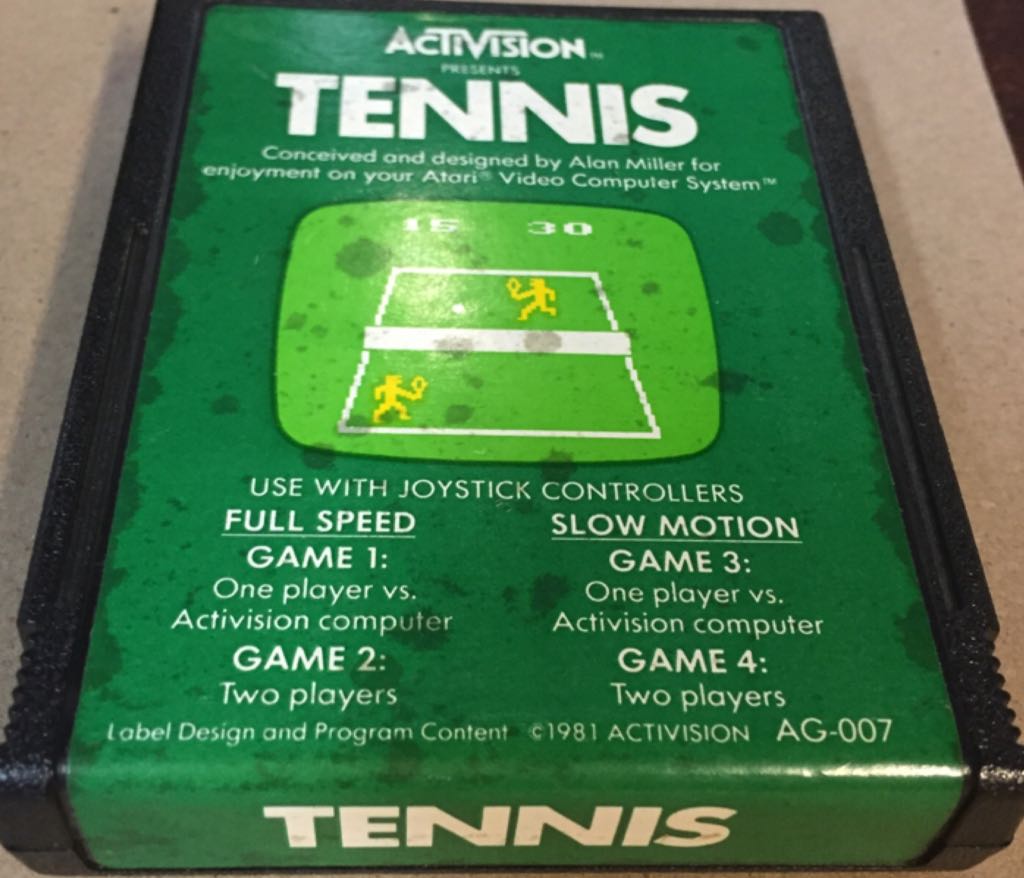 ACTIVISION™
PRESENTS
TENNIS
Conceived and designed by Alan Miller for
enjoyment on your Atari® Video Computer System™
15 30
USE WITH JOYSTICK CONTROLLERS
FULL SPEED
GAME 1:
One player vs.
Activision computer
GAME 2:
Two players
SLOW MOTION
GAME 3:
One player vs.
Activision computer
GAME 4:
Two players
Label Design and Program Content ©1981 ACTIVISION AG-007
TENNIS